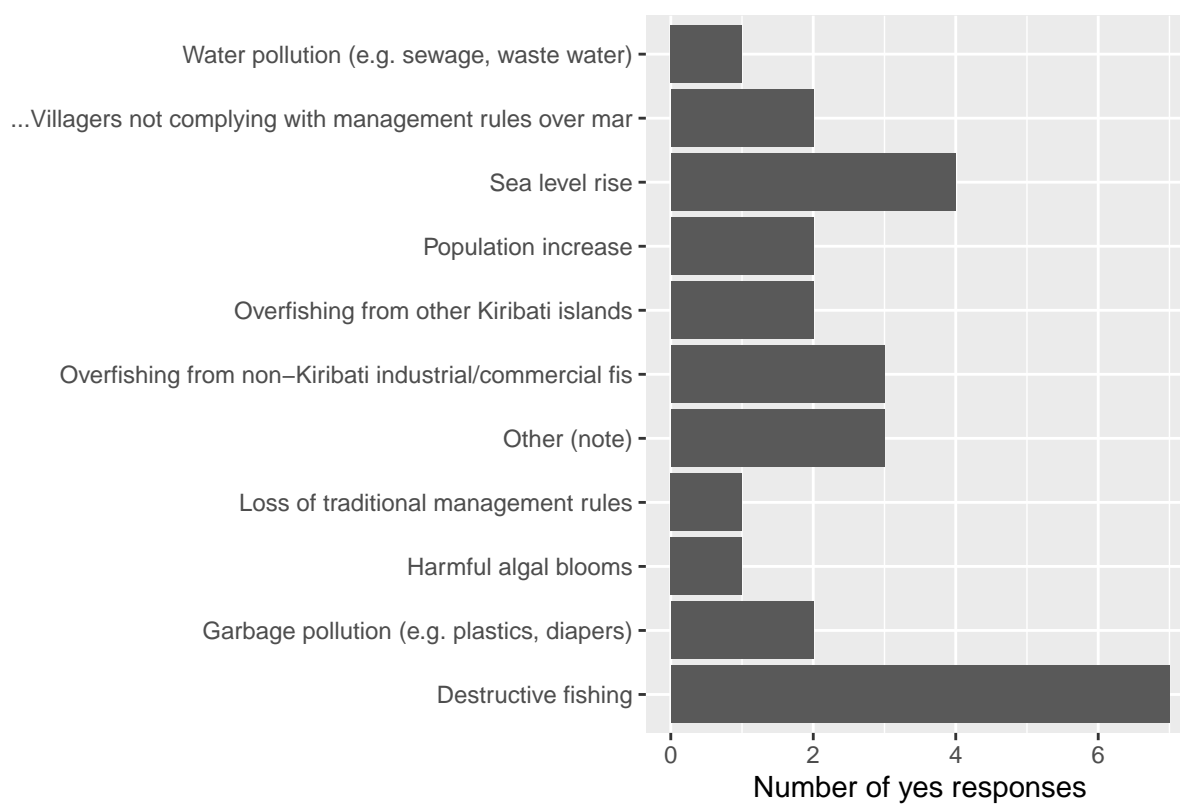 Water pollution (e.g. sewage, waste water)
...Villagers not complying with management rules over mar
Sea level rise
Population increase
Overfishing from other Kiribati islands
Overfishing from non−Kiribati industrial/commercial fis
Other (note)
Loss of traditional management rules
Harmful algal blooms
Garbage pollution (e.g. plastics, diapers)
Destructive fishing
0 2 4 6
Number of yes responses